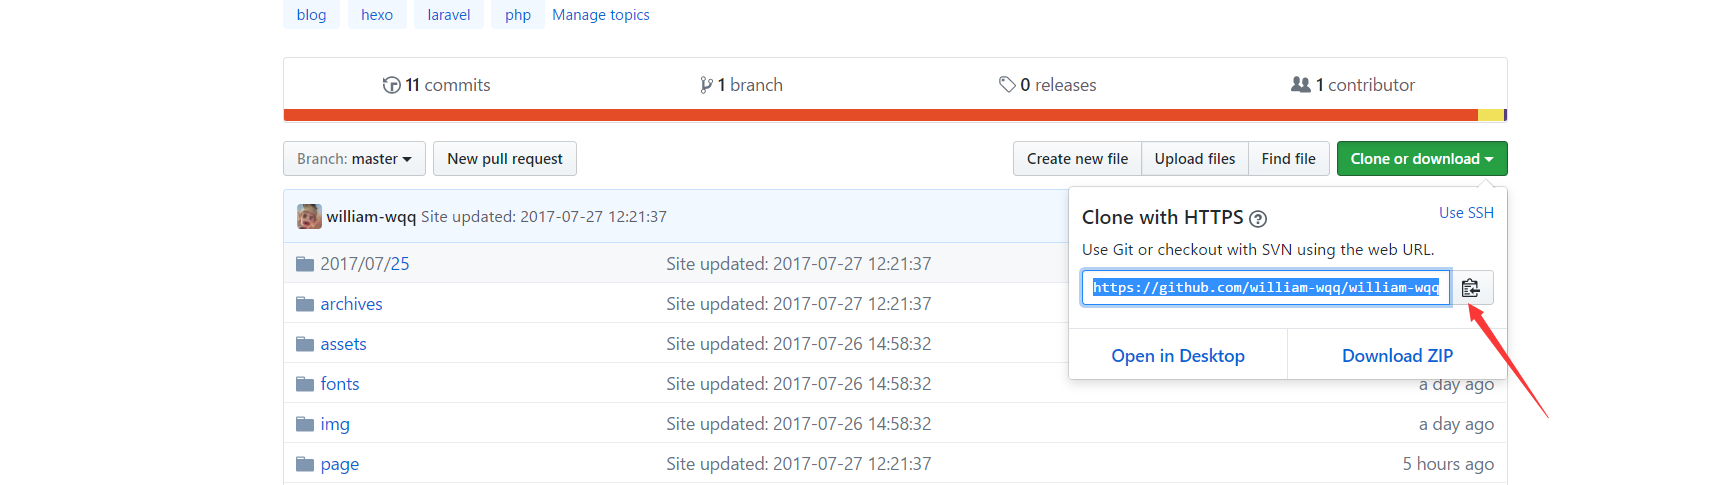 blog hexo laravel php Manage topics
11 commits 1 branch 0 releases 1 contributor
Branch: master New pull request Create new file Upload files Find file Clone or download
william-wqq Site updated: 2017-07-27 12:21:37
Clone with HTTPS Use SSH
Use Git or checkout with SVN using the web URL.
https://github.com/william-wqq/william-wqq
Open in Desktop Download ZIP
2017/07/25 Site updated: 2017-07-27 12:21:37
archives Site updated: 2017-07-27 12:21:37
assets Site updated: 2017-07-26 14:58:32
fonts Site updated: 2017-07-26 14:58:32 a day ago
img Site updated: 2017-07-26 14:58:32 a day ago
page Site updated: 2017-07-27 12:21:37 5 hours ago